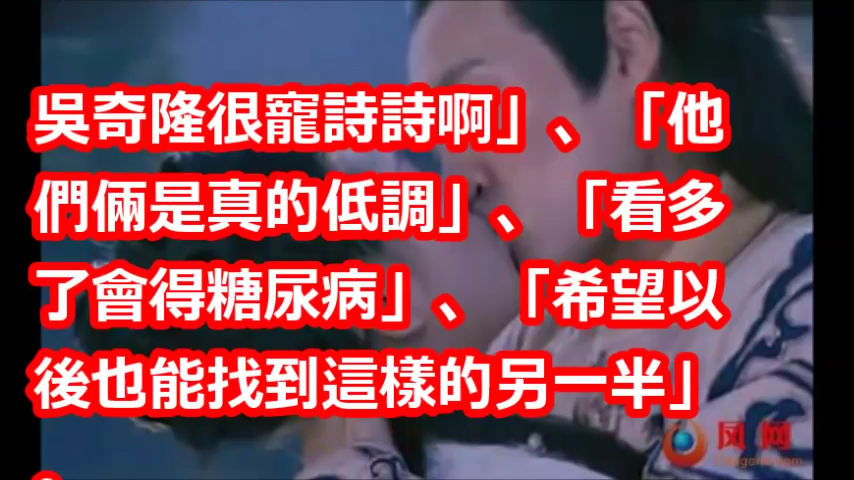 吳奇隆很寵詩詩啊」、「他
們倆是真的低調」、「看多
了會得糖尿病」、「希望以
後也能找到這樣的另一半」
凤网